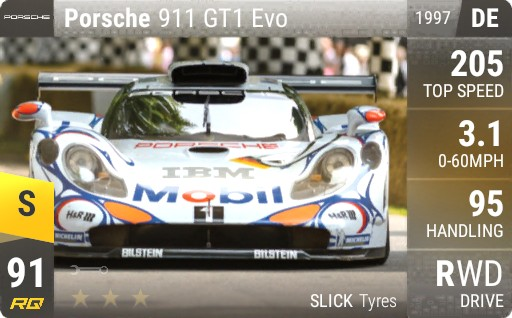 PORSCHE
Porsche 911 GT1 Evo
1997 DE
205
TOP SPEED
3.1
0-60MPH
95
HANDLING
RWD
DRIVE
S
91
RQ
PORSCHE
IBM
Mobil
1
H&R
H&R
MICHELIN
BILSTEIN
BILSTEIN
SLICK Tyres